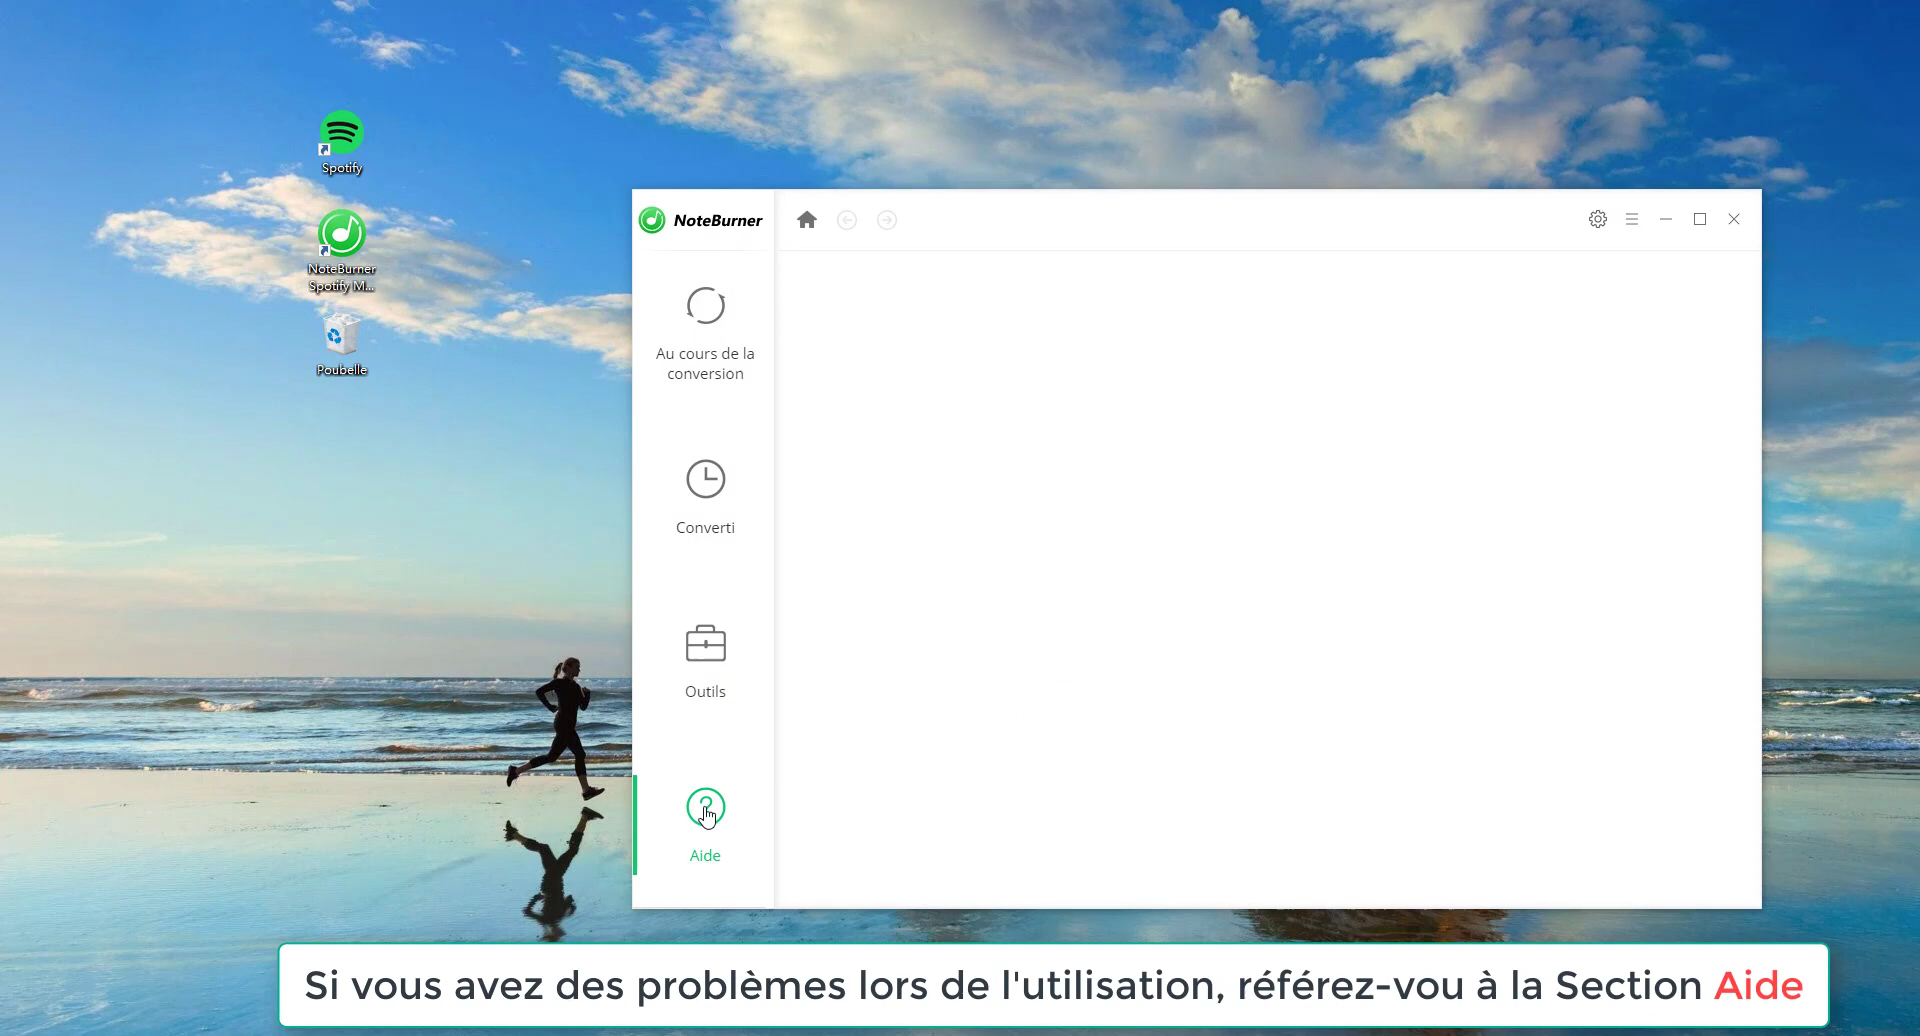 Spotify
NoteBurner
Spotify M...
Poubelle
NoteBurner
Au cours de la
conversion
Converti
Outils
Aide
Si vous avez des problèmes lors de l'utilisation, référez-vou à la Section Aide